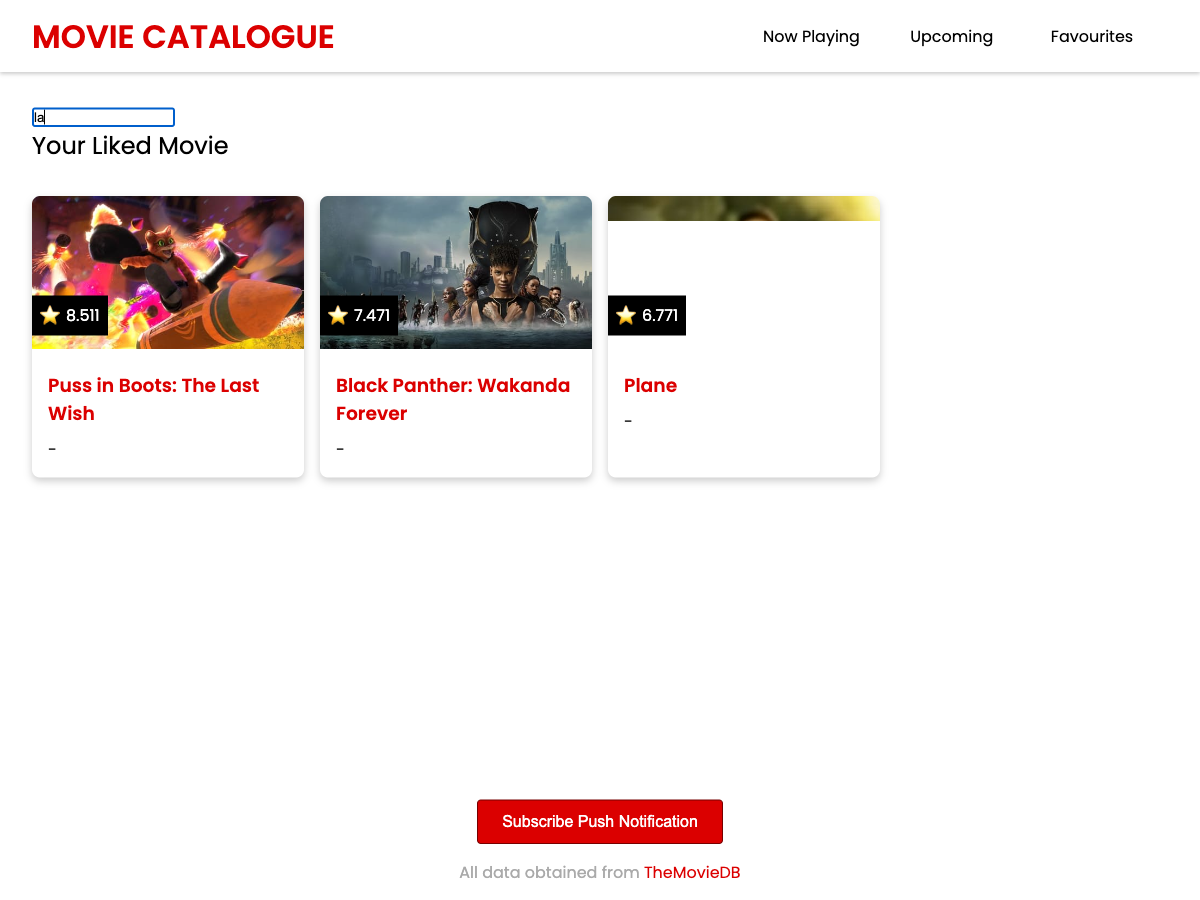 MOVIE CATALOGUE
Now Playing
Upcoming
Favourites
la
Your Liked Movie
8.511
7.471
6.771
Puss in Boots: The Last
Wish
-
Black Panther: Wakanda
Forever
-
Plane
-
Subscribe Push Notification
All data obtained from TheMovieDB